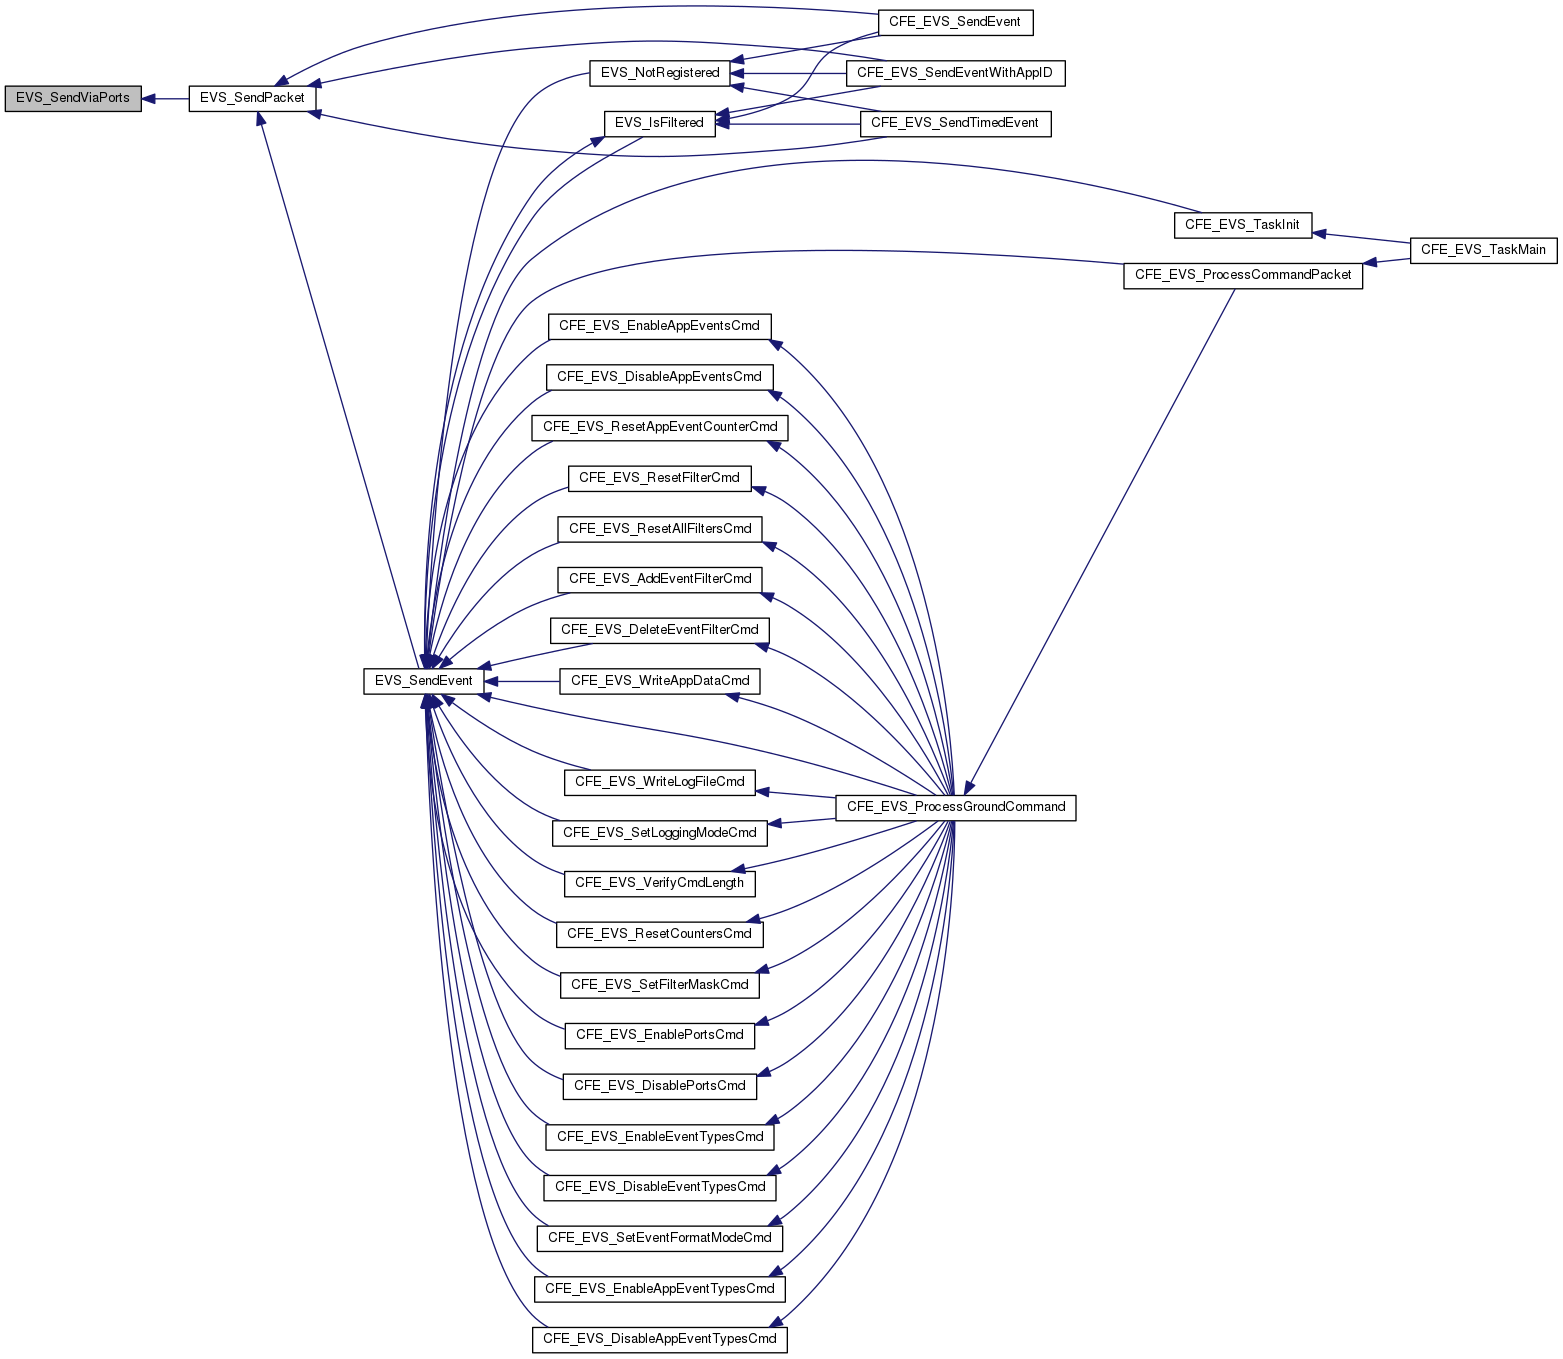 CFE_EVS_SendEvent
EVS_NotRegistered
CFE_EVS_SendEventWithAppID
EVS_SendViaPorts
EVS_SendPacket
EVS_IsFiltered
CFE_EVS_SendTimedEvent
CFE_EVS_TaskInit
CFE_EVS_TaskMain
CFE_EVS_ProcessCommandPacket
CFE_EVS_EnableAppEventsCmd
CFE_EVS_DisableAppEventsCmd
CFE_EVS_ResetAppEventCounterCmd
CFE_EVS_ResetFilterCmd
CFE_EVS_ResetAllFiltersCmd
CFE_EVS_AddEventFilterCmd
CFE_EVS_DeleteEventFilterCmd
EVS_SendEvent
CFE_EVS_WriteAppDataCmd
CFE_EVS_WriteLogFileCmd
CFE_EVS_ProcessGroundCommand
CFE_EVS_SetLoggingModeCmd
CFE_EVS_VerifyCmdLength
CFE_EVS_ResetCountersCmd
CFE_EVS_SetFilterMaskCmd
CFE_EVS_EnablePortsCmd
CFE_EVS_DisablePortsCmd
CFE_EVS_EnableEventTypesCmd
CFE_EVS_DisableEventTypesCmd
CFE_EVS_SetEventFormatModeCmd
CFE_EVS_EnableAppEventTypesCmd
CFE_EVS_DisableAppEventTypesCmd